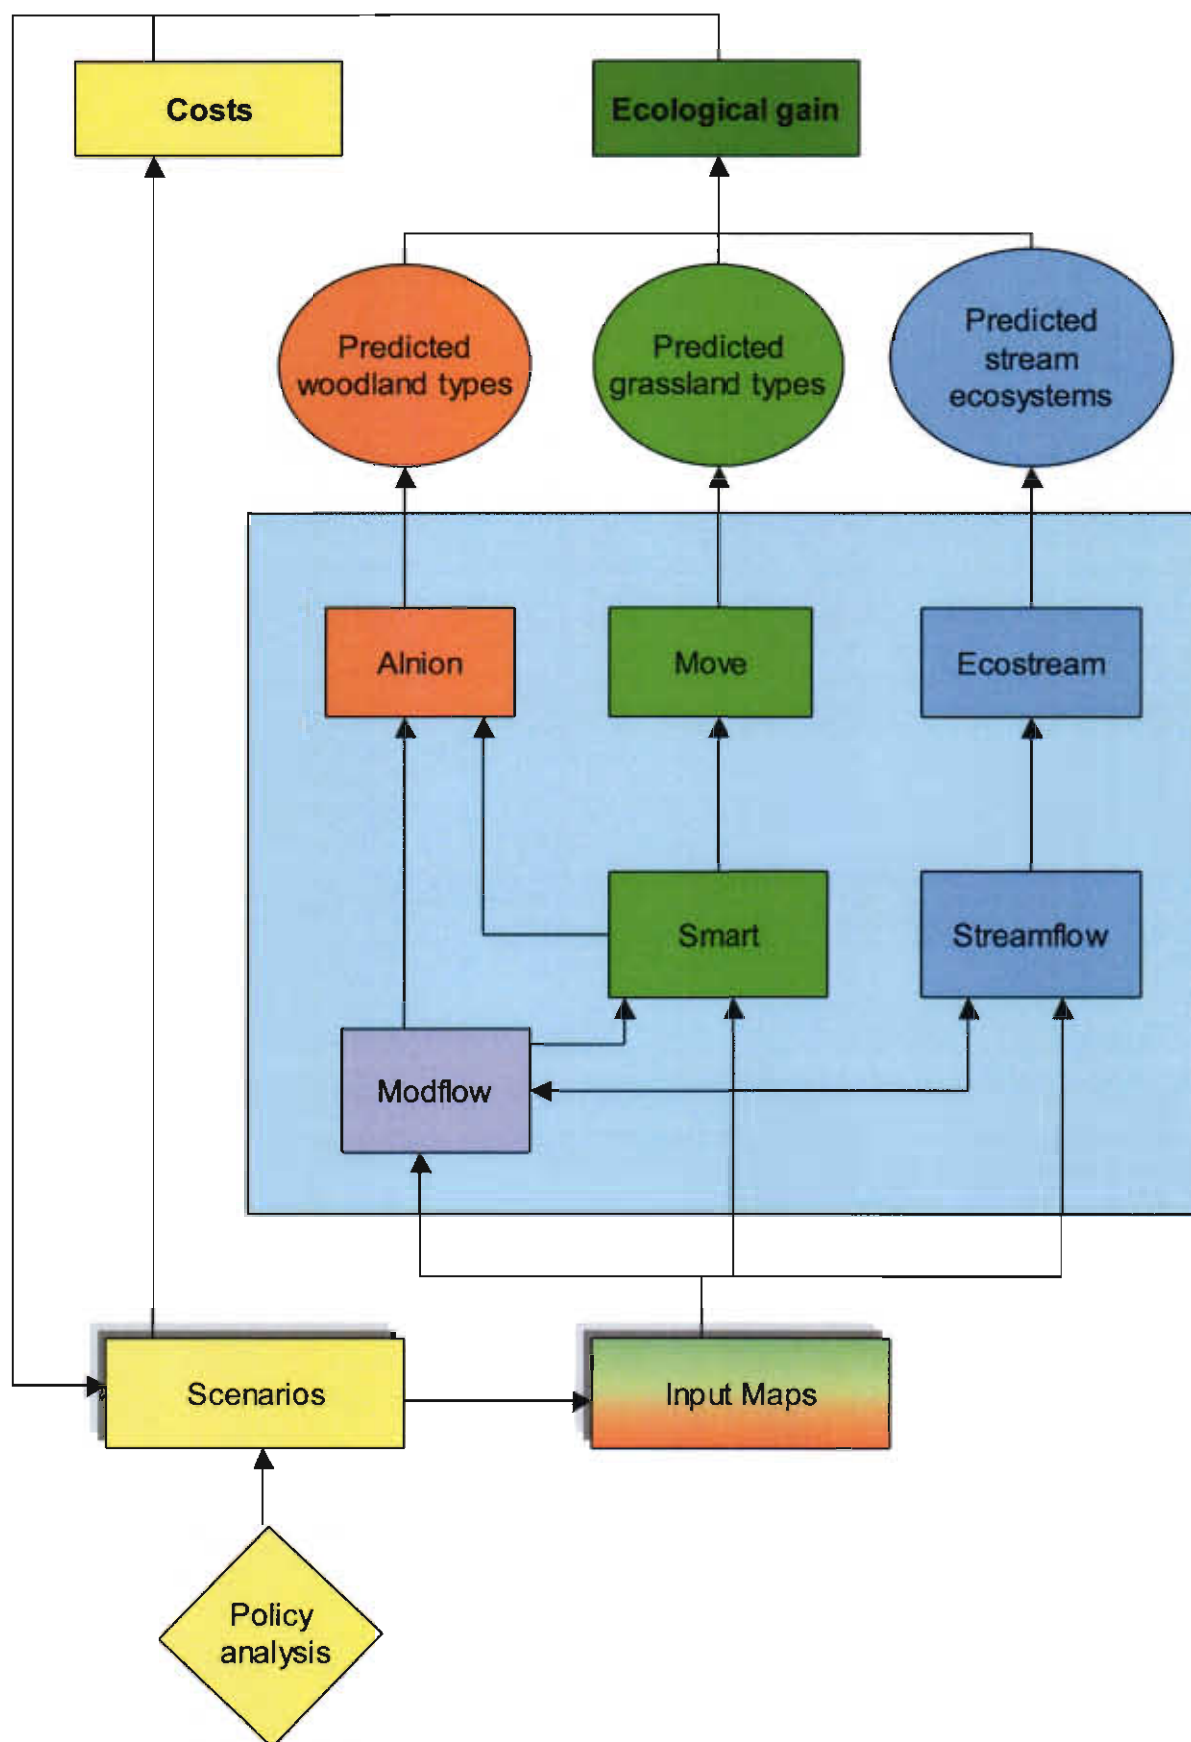 Costs
Ecological gain
Predicted
woodland types
Predicted
grassland types
Predicted
stream
ecosystems
Alnion
Move
Ecostream
Smart
Streamflow
Modflow
Scenarios
Input Maps
Policy
analysis